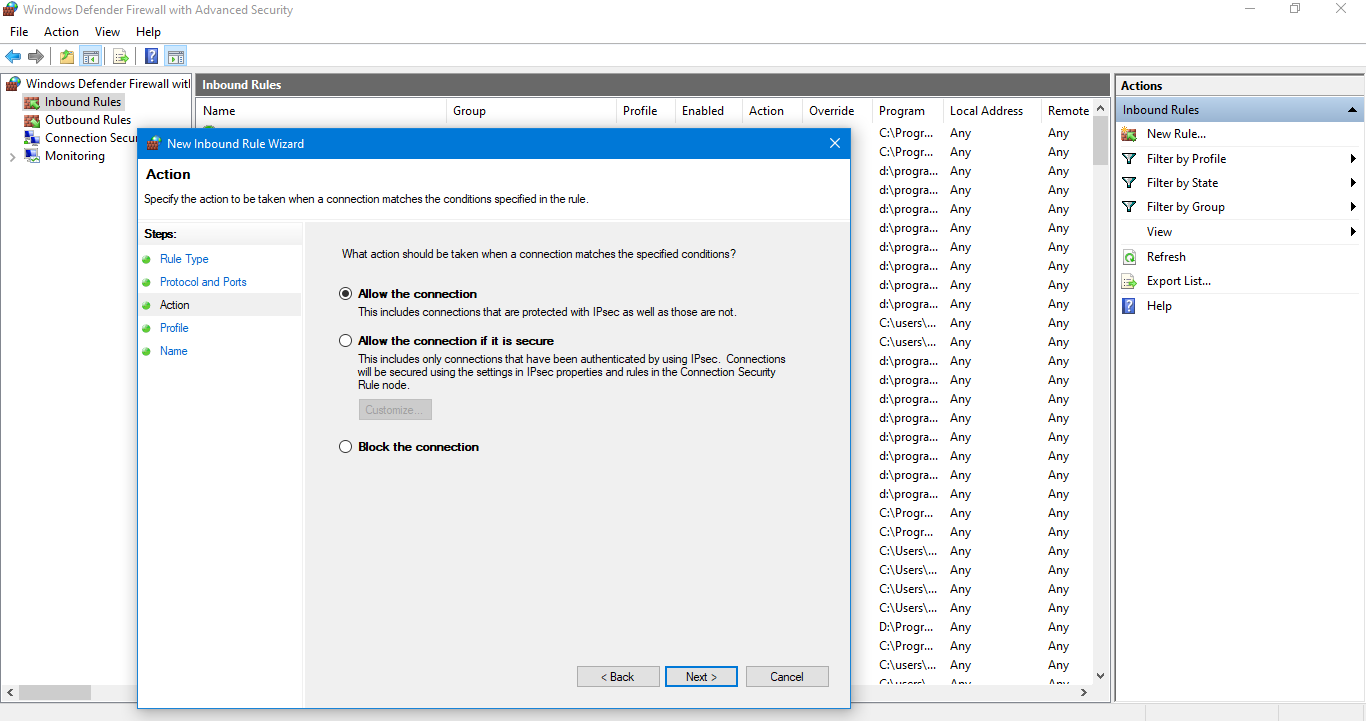 Windows Defender Firewall with Advanced Security
File Action View Help
Windows Defender Firewall wit
Inbound Rules
Outbound Rules
Connection Secu
Monitoring
Inbound Rules
Name Group Profile Enabled Action Override Program Local Address Remote
C:\Progr... Any Any
C:\Progr... Any Any
d:\progra... Any Any
d:\progra... Any Any
d:\progra... Any Any
d:\progra... Any Any
d:\progra... Any Any
d:\progra... Any Any
d:\progra... Any Any
d:\progra... Any Any
C:\users\... Any Any
C:\users\... Any Any
d:\progra... Any Any
d:\progra... Any Any
d:\progra... Any Any
d:\progra... Any Any
d:\progra... Any Any
d:\progra... Any Any
d:\progra... Any Any
d:\progra... Any Any
C:\Progr... Any Any
C:\Progr... Any Any
C:\Users\... Any Any
C:\Users\... Any Any
C:\Users\... Any Any
C:\Users\... Any Any
D:\Progr... Any Any
C:\Progr... Any Any
C:\users\... Any Any
C:\users\... Any Any
New Inbound Rule Wizard
Action
Specify the action to be taken when a connection matches the conditions specified in the rule.
Steps:
Rule Type
Protocol and Ports
Action
Profile
Name
What action should be taken when a connection matches the specified conditions?
Allow the connection
This includes connections that are protected with IPsec as well as those are not.
Allow the connection if it is secure
This includes only connections that have been authenticated by using IPsec. Connections
will be secured using the settings in IPsec properties and rules in the Connection Security
Rule node.
Customize...
Block the connection
< Back Next > Cancel
Actions
Inbound Rules
New Rule...
Filter by Profile
Filter by State
Filter by Group
View
Refresh
Export List...
Help